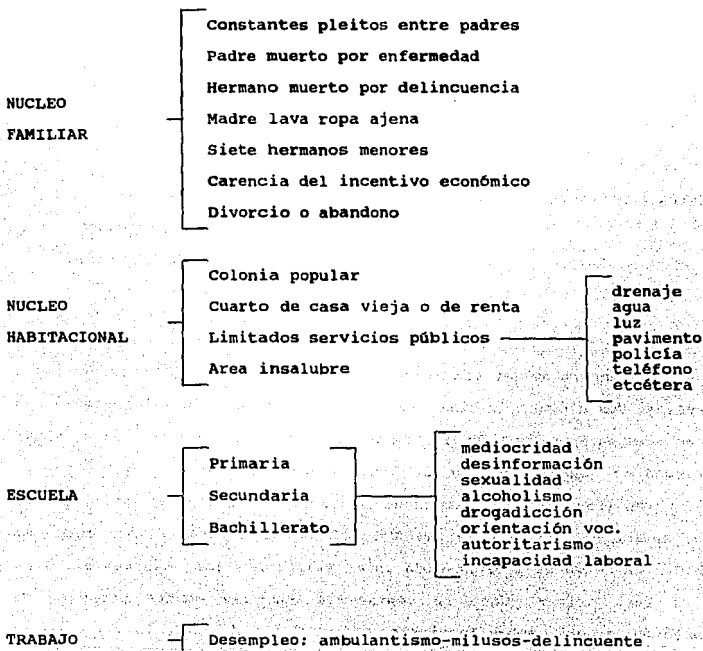 NUCLEO
FAMILIAR
Constantes pleitos entre padres
Padre muerto por enfermedad
Hermano muerto por delincuencia
Madre lava ropa ajena
Siete hermanos menores
Carencia del incentivo económico
Divorcio o abandono
NUCLEO
HABITACIONAL
Colonia popular
Cuarto de casa vieja o de renta
Limitados servicios públicos
Area insalubre
drenaje
agua
luz
pavimento
policía
teléfono
etcétera
ESCUELA
Primaria
Secundaria
Bachillerato
mediocridad
desinformación
sexualidad
alcoholismo
drogadicción
orientación voc.
autoritarismo
incapacidad laboral
TRABAJO
Desempleo: ambulantismo-milusos-delincuente